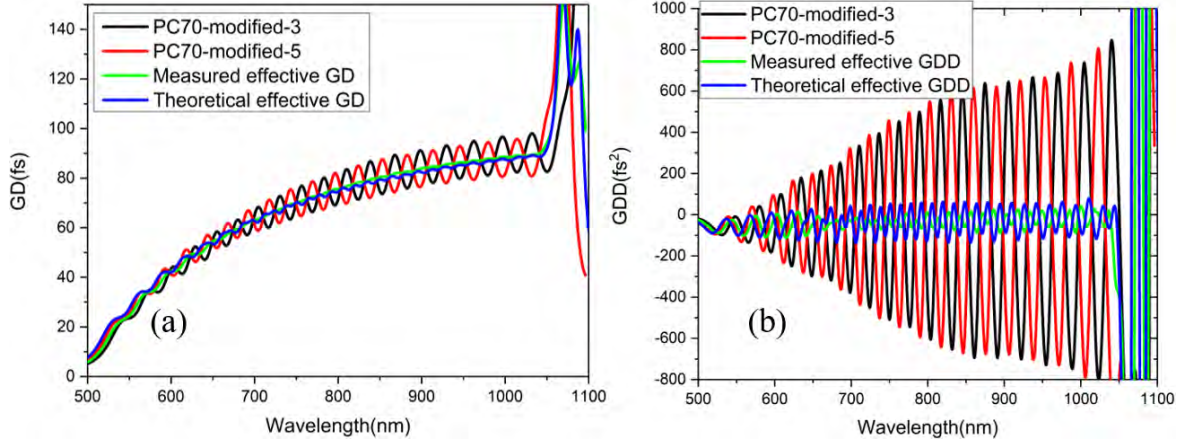 PC70-modified-3
PC70-modified-5
Measured effective GD
Theoretical effective GD
140
120
100
80
60
40
20
0
GD(fs)
(a)
500 600 700 800 900 1000 1100
Wavelength(nm)
PC70-modified-3
PC70-modified-5
Measured effective GDD
Theoretical effective GDD
1000
800
600
400
200
0
-200
-400
-600
-800
GDD(fs²)
(b)
500 600 700 800 900 1000 1100
Wavelength(nm)